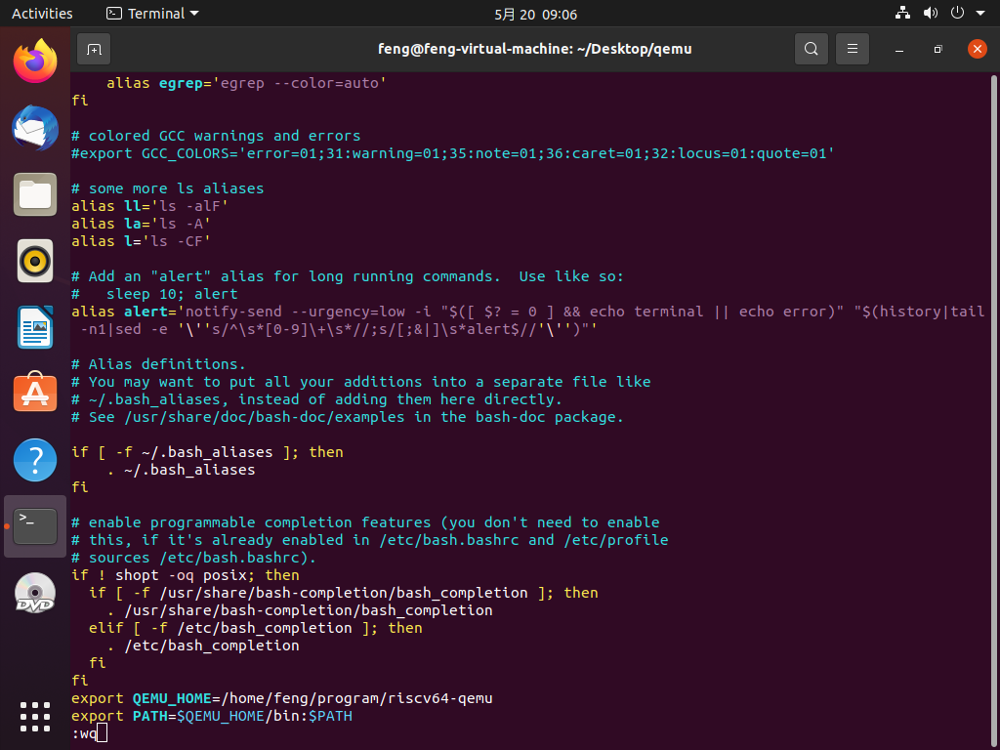 Activities
Terminal
5月 20 09:06
feng@feng-virtual-machine: ~/Desktop/qemu
    alias egrep='egrep --color=auto'
fi
# colored GCC warnings and errors
#export GCC_COLORS='error=01;31:warning=01;35:note=01;36:caret=01;32:locus=01:quote=01'
# some more ls aliases
alias ll='ls -alF'
alias la='ls -A'
alias l='ls -CF'
# Add an "alert" alias for long running commands.  Use like so:
#   sleep 10; alert
alias alert='notify-send --urgency=low -i "$([ $? = 0 ] && echo terminal || echo error)" "$(history|tail
 -n1|sed -e '\''s/^\s*[0-9]\+\s*//;s/[;&|]\s*alert$//'\'')"'
# Alias definitions.
# You may want to put all your additions into a separate file like
# ~/.bash_aliases, instead of adding them here directly.
# See /usr/share/doc/bash-doc/examples in the bash-doc package.
if [ -f ~/.bash_aliases ]; then
    . ~/.bash_aliases
fi
# enable programmable completion features (you don't need to enable
# this, if it's already enabled in /etc/bash.bashrc and /etc/profile
# sources /etc/bash.bashrc).
if ! shopt -oq posix; then
  if [ -f /usr/share/bash-completion/bash_completion ]; then
    . /usr/share/bash-completion/bash_completion
  elif [ -f /etc/bash_completion ]; then
    . /etc/bash_completion
  fi
fi
export QEMU_HOME=/home/feng/program/riscv64-qemu
export PATH=$QEMU_HOME/bin:$PATH
:wq
>_
?
DVD